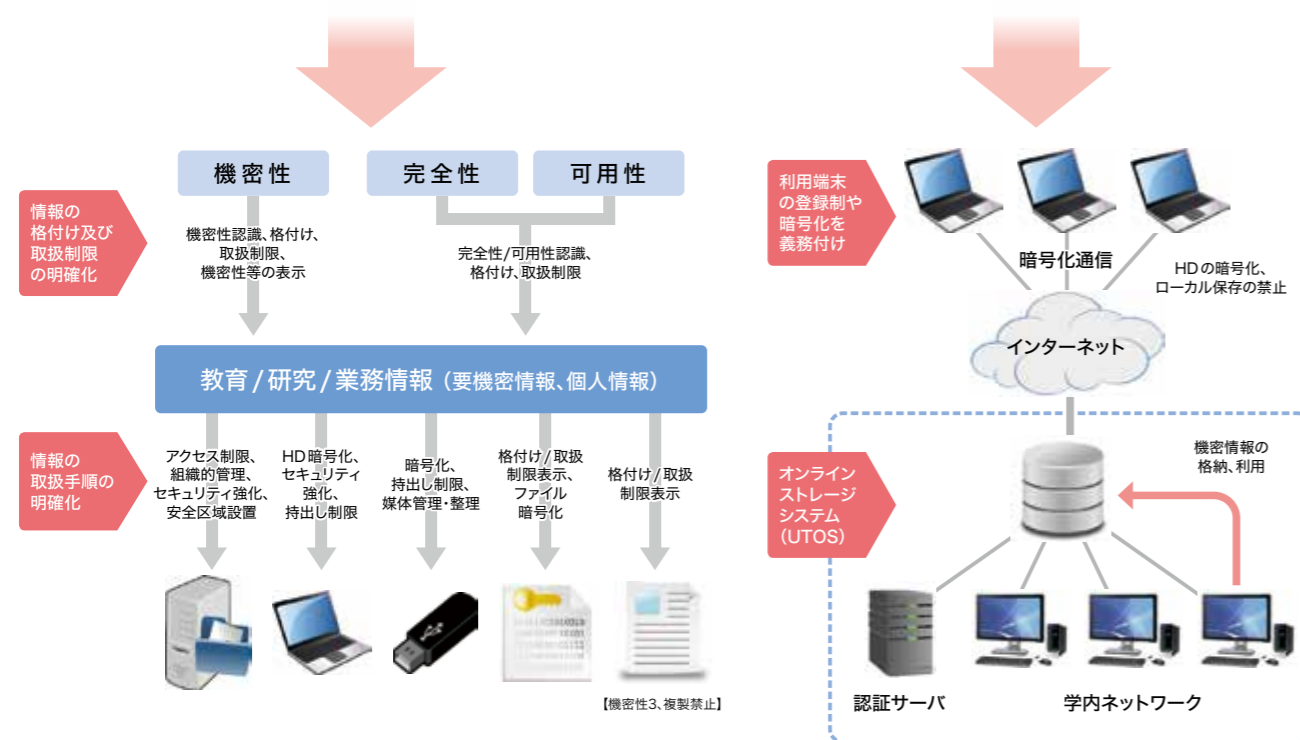 機密性
完全性
可用性
情報の
格付け及び
取扱制限
の明確化
機密性認識、格付け、
取扱制限、
機密性等の表示
完全性/可用性認識、
格付け、取扱制限
教育/研究/業務情報（要機密情報、個人情報）
情報の
取扱手順の
明確化
アクセス制限、
組織的管理、
セキュリティ強化、
安全区域設置
HD暗号化、
セキュリティ
強化、
持出し制限
暗号化、
持出し制限、
媒体管理・整理
格付け/取扱
制限表示、
ファイル
暗号化
格付け/取扱
制限表示
【機密性3、複製禁止】
利用端末
の登録制や
暗号化を
義務付け
暗号化通信
HDの暗号化、
ローカル保存の禁止
インターネット
オンライン
ストレージ
システム
（UTOS）
機密情報の
格納、利用
認証サーバ
学内ネットワーク